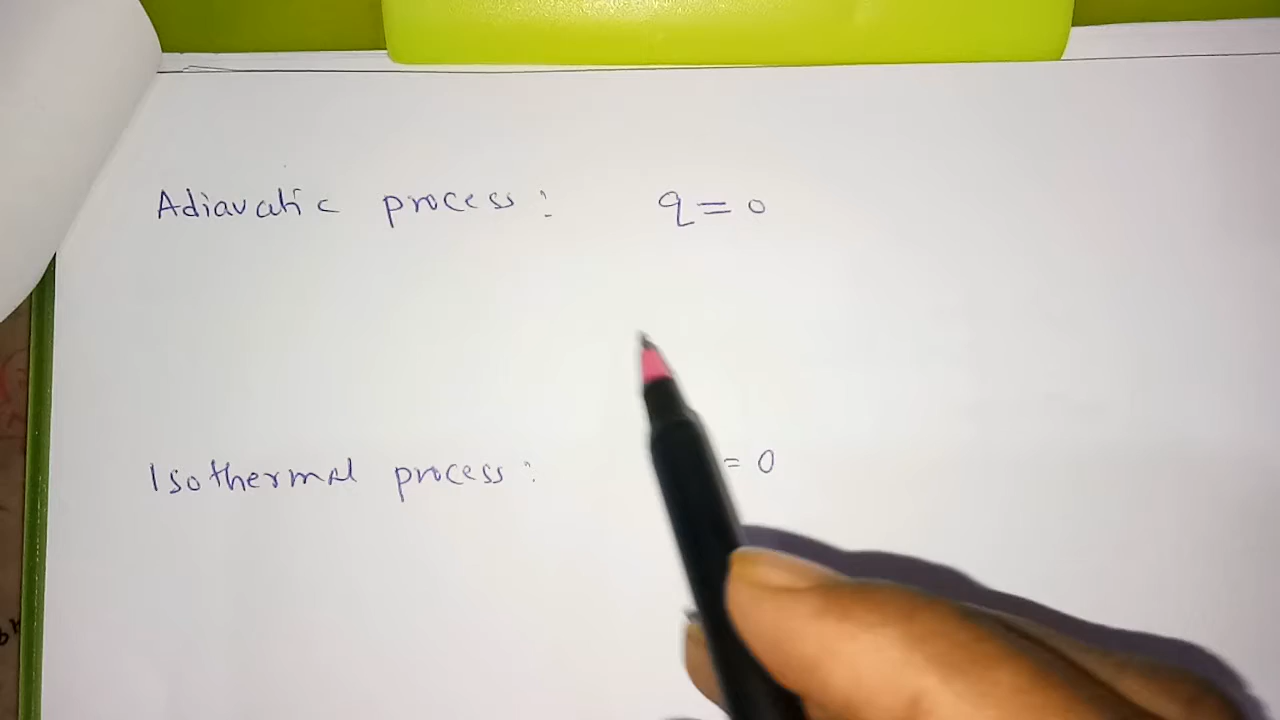 Adiavatic process: q = 0
Isothermal process: = 0